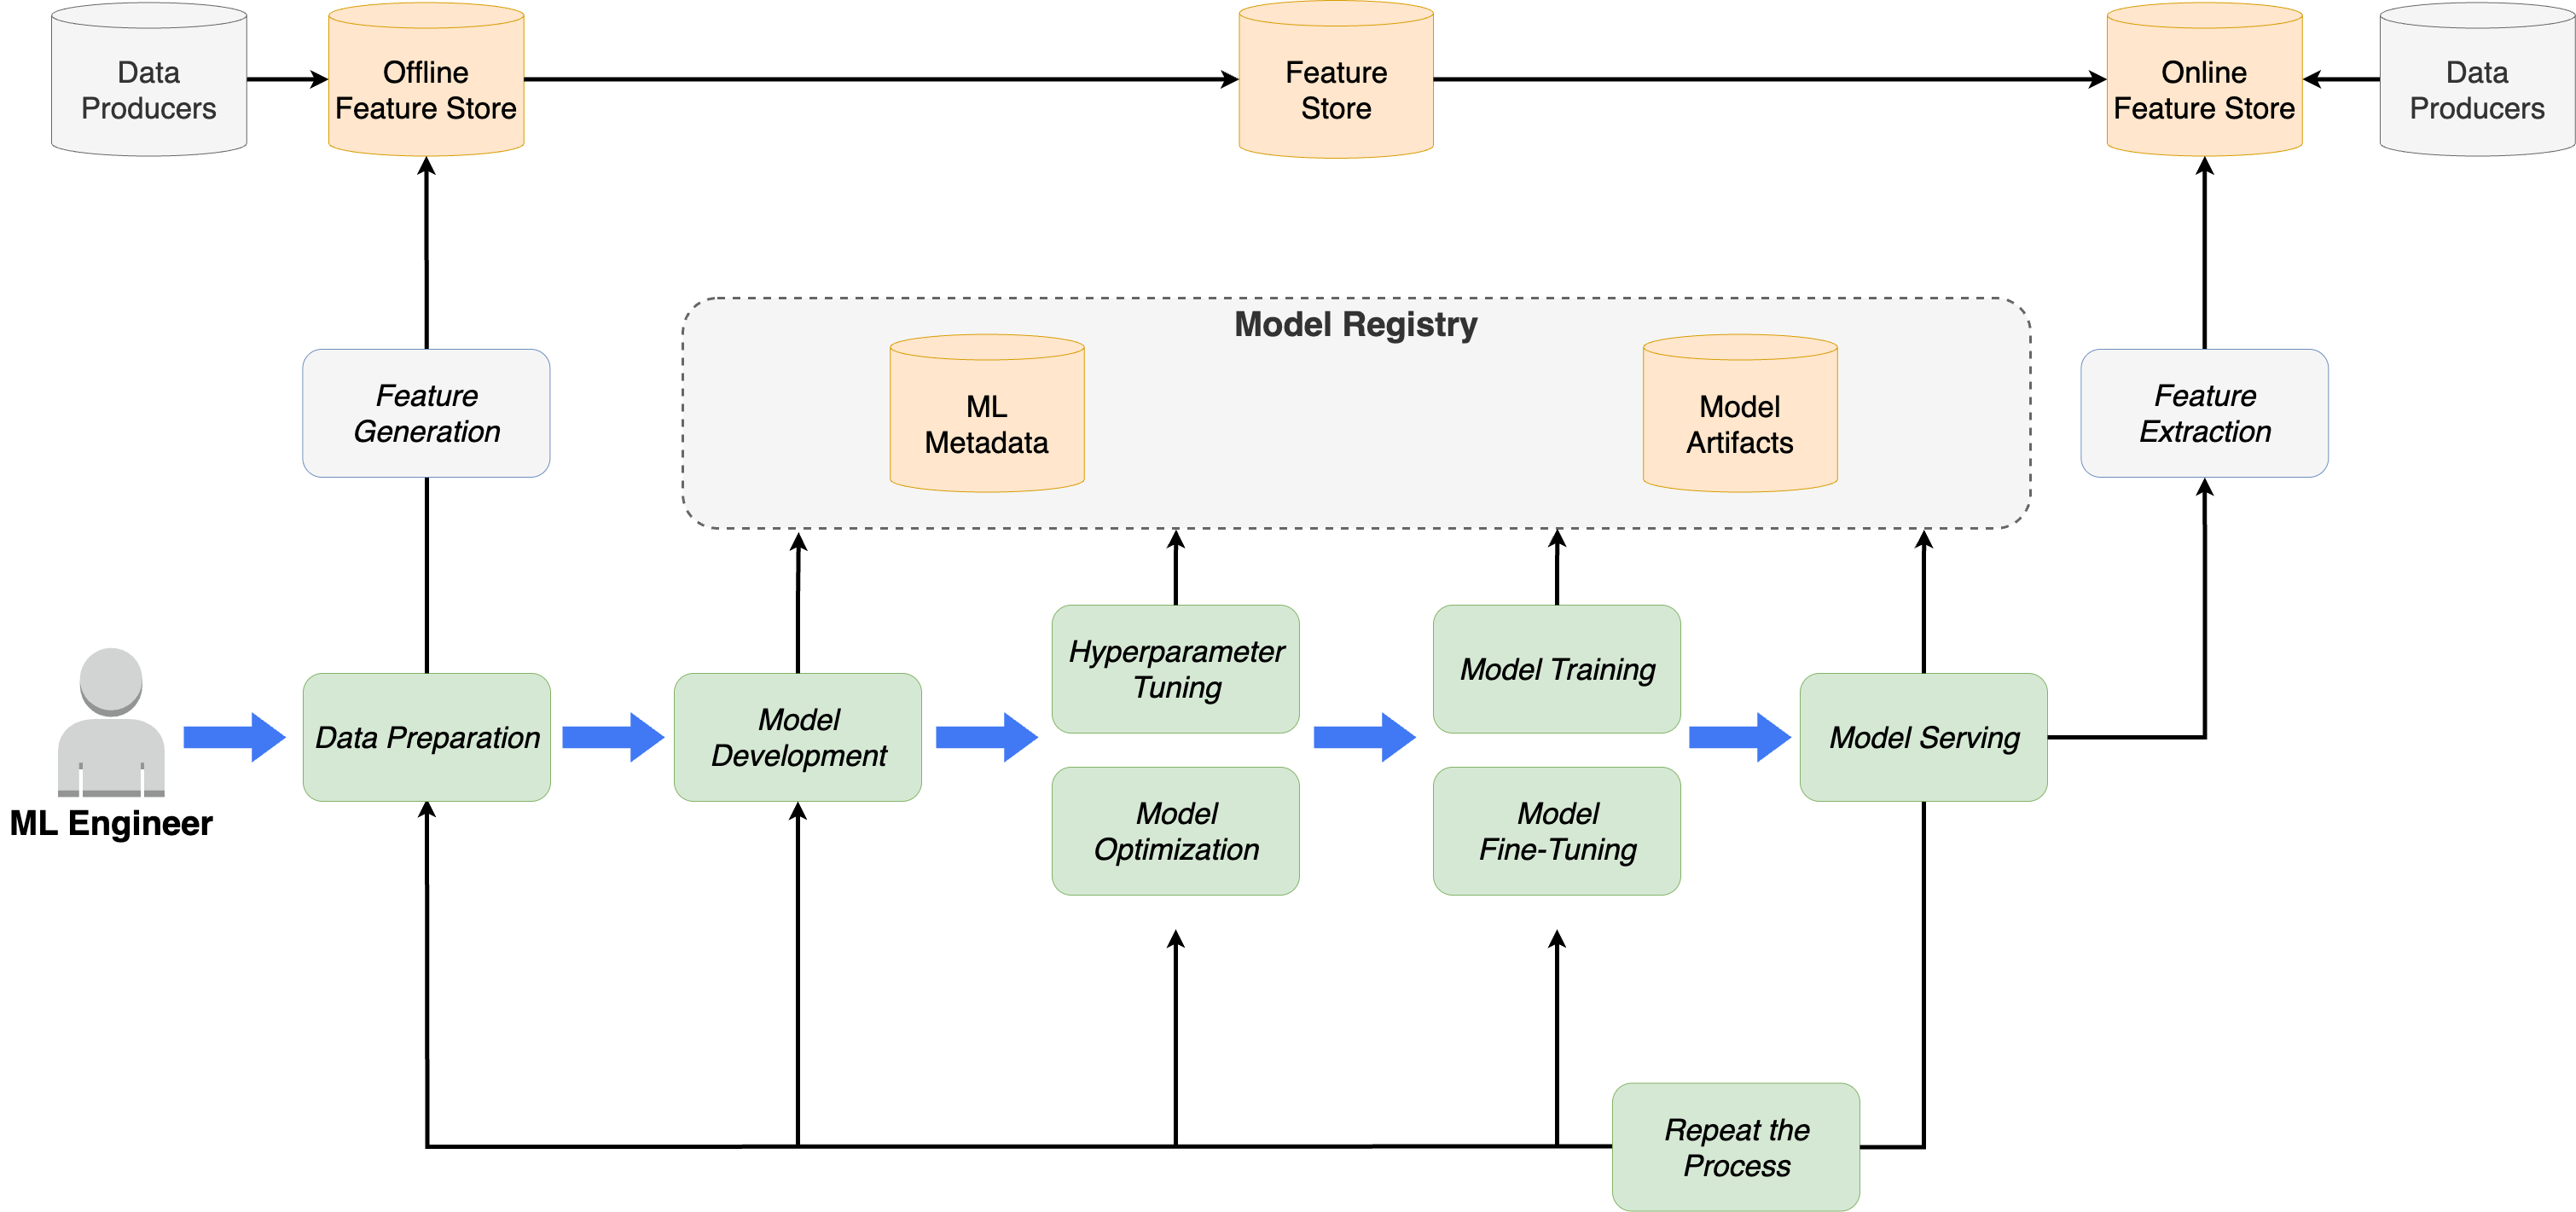 Data
Producers
Offline
Feature Store
Feature
Store
Online
Feature Store
Data
Producers
Model Registry
ML
Metadata
Model
Artifacts
Feature
Generation
Feature
Extraction
ML Engineer
Data Preparation
Model
Development
Hyperparameter
Tuning
Model
Optimization
Model Training
Model
Fine-Tuning
Model Serving
Repeat the
Process